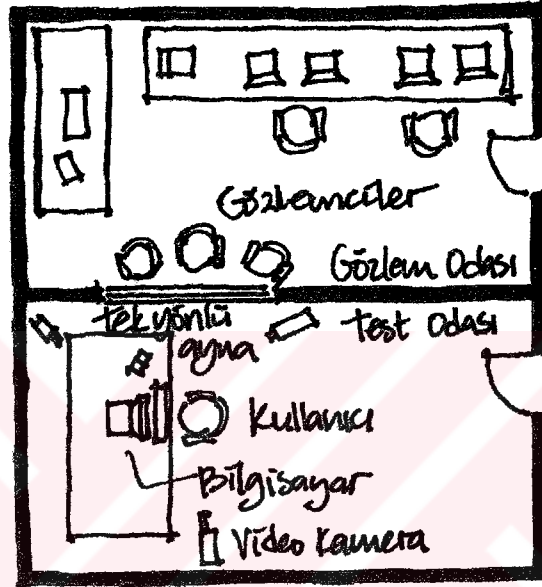 Gözlemciler
Gözlem Odası
tek yönlü
ayna
Test Odası
Kullanıcı
Bilgisayar
Video Kamera